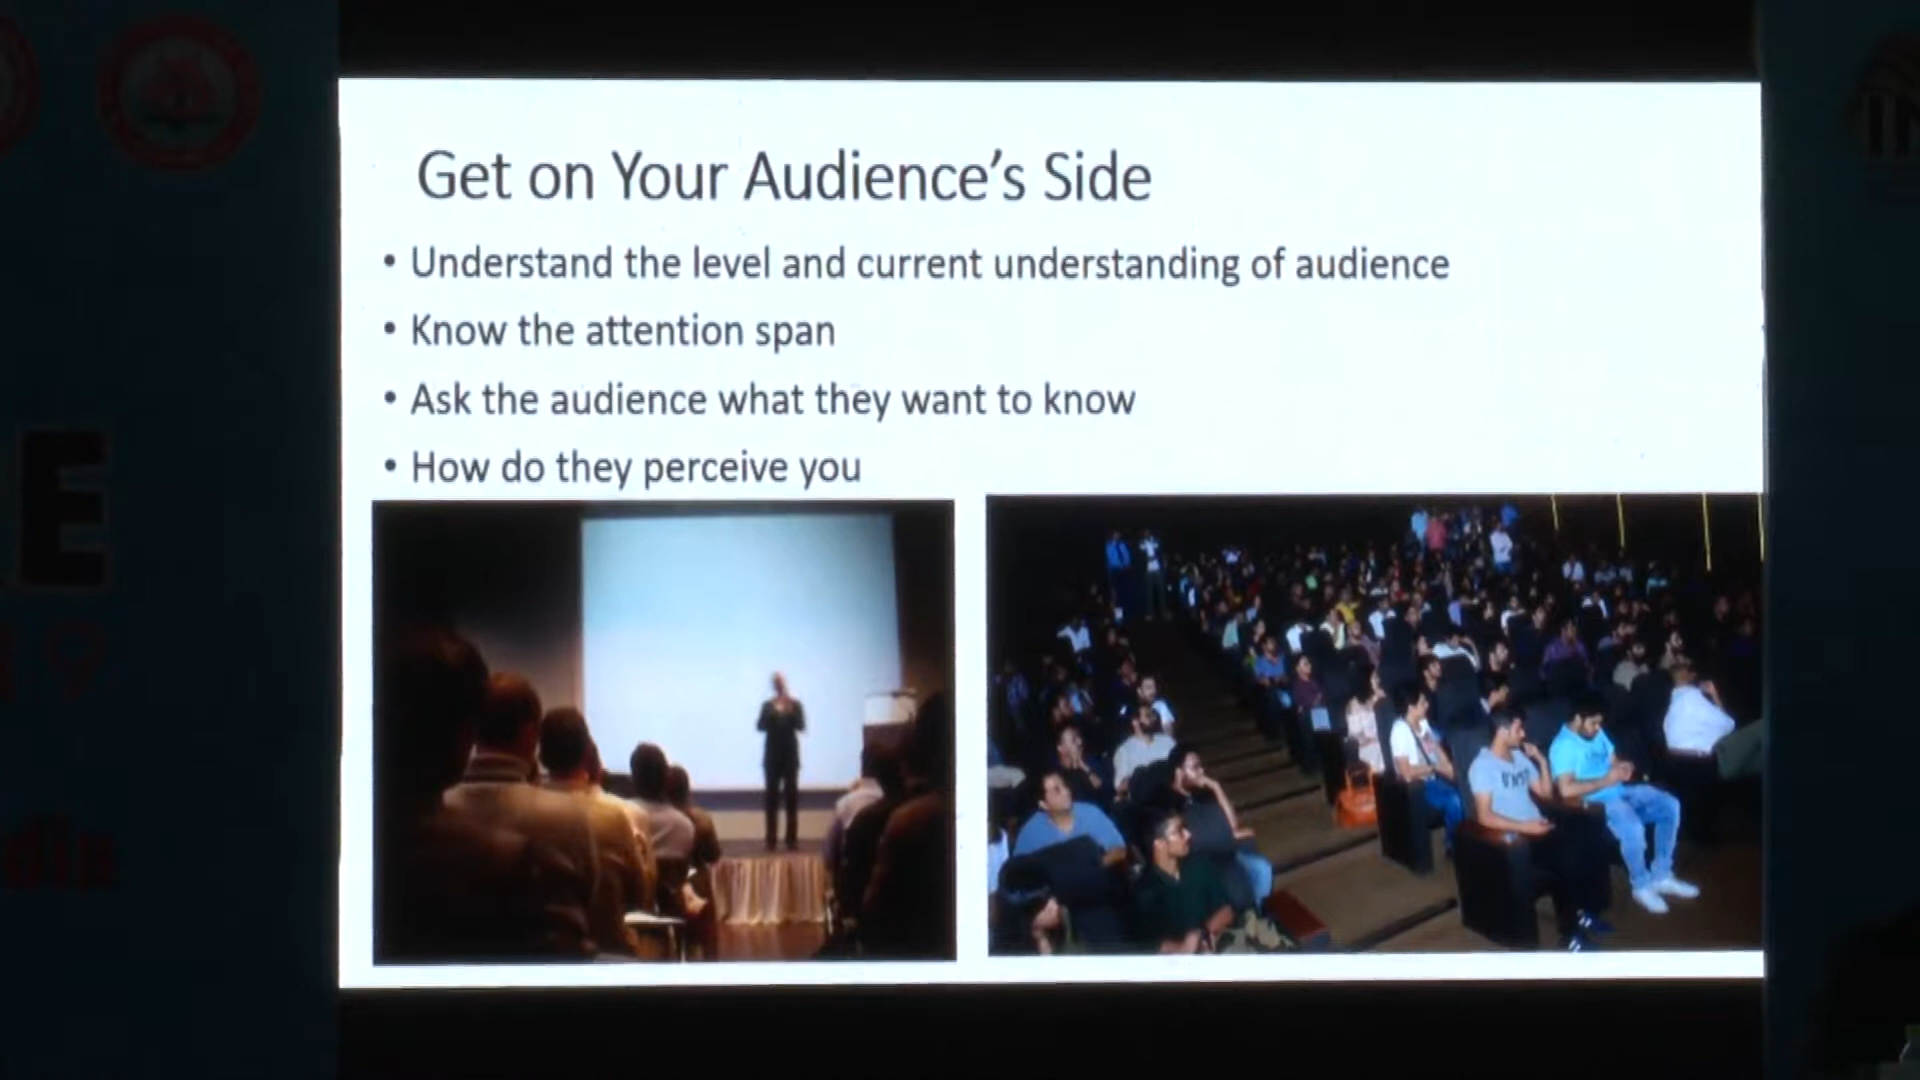 Get on Your Audience’s Side
• Understand the level and current understanding of audience
• Know the attention span
• Ask the audience what they want to know
• How do they perceive you
E